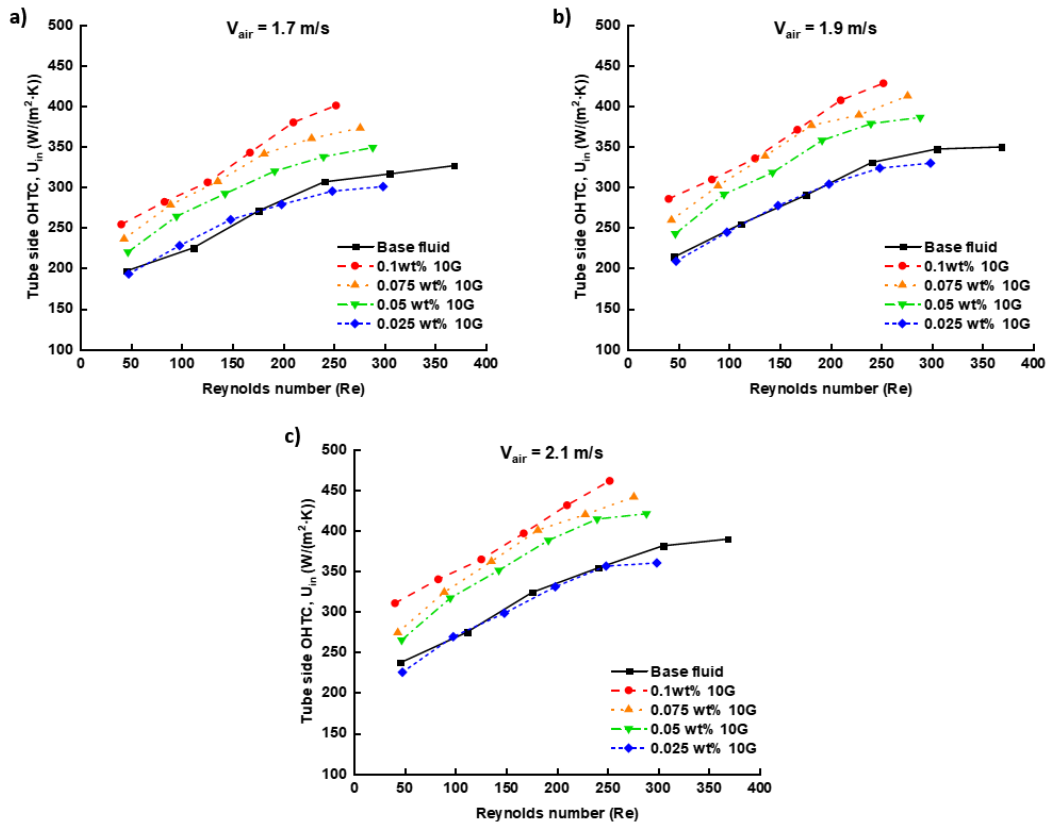 a)
V_air = 1.7 m/s
Tube side OHTC, U_in (W/(m²·K))
500
450
400
350
300
250
200
150
100
Base fluid
0.1wt% 10G
0.075 wt% 10G
0.05 wt% 10G
0.025 wt% 10G
0 50 100 150 200 250 300 350 400
Reynolds number (Re)
b)
V_air = 1.9 m/s
Tube side OHTC, U_in (W/(m²·K))
500
450
400
350
300
250
200
150
100
Base fluid
0.1wt% 10G
0.075 wt% 10G
0.05 wt% 10G
0.025 wt% 10G
0 50 100 150 200 250 300 350 400
Reynolds number (Re)
c)
V_air = 2.1 m/s
Tube side OHTC, U_in (W/(m²·K))
500
450
400
350
300
250
200
150
100
Base fluid
0.1wt% 10G
0.075 wt% 10G
0.05 wt% 10G
0.025 wt% 10G
0 50 100 150 200 250 300 350 400
Reynolds number (Re)